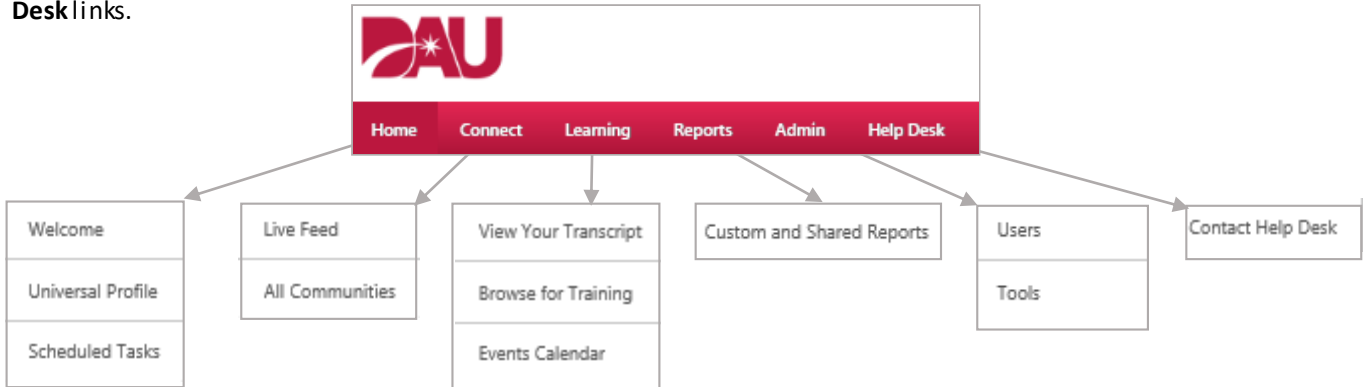 Desk links.
DAU
Home Connect Learning Reports Admin Help Desk
Welcome
Universal Profile
Scheduled Tasks
Live Feed
All Communities
View Your Transcript
Browse for Training
Events Calendar
Custom and Shared Reports
Users
Tools
Contact Help Desk